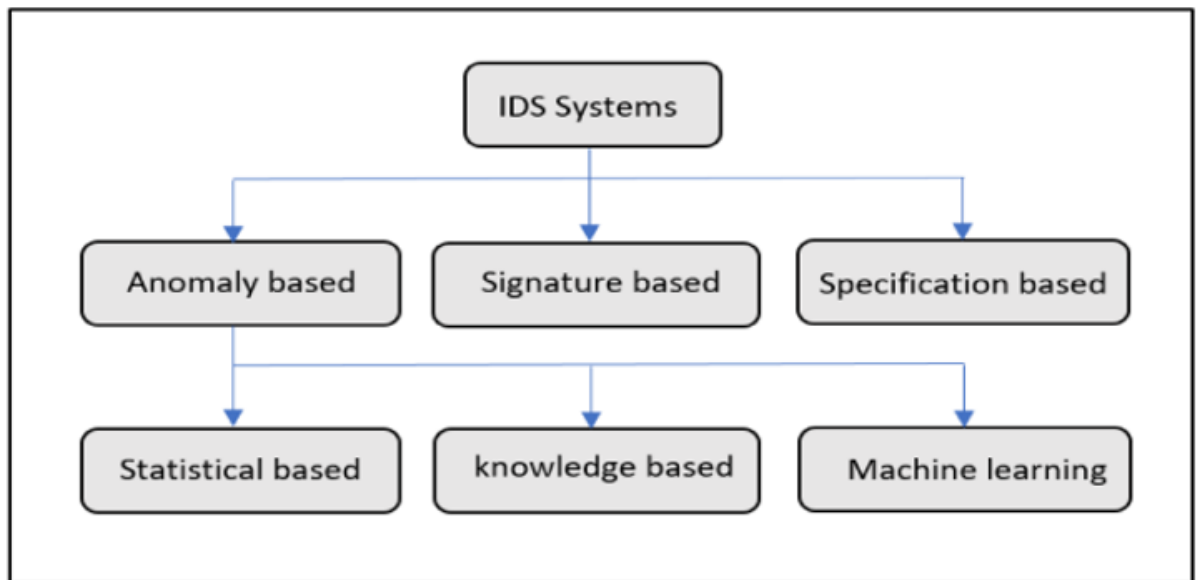 IDS Systems
Anomaly based
Signature based
Specification based
Statistical based
knowledge based
Machine learning